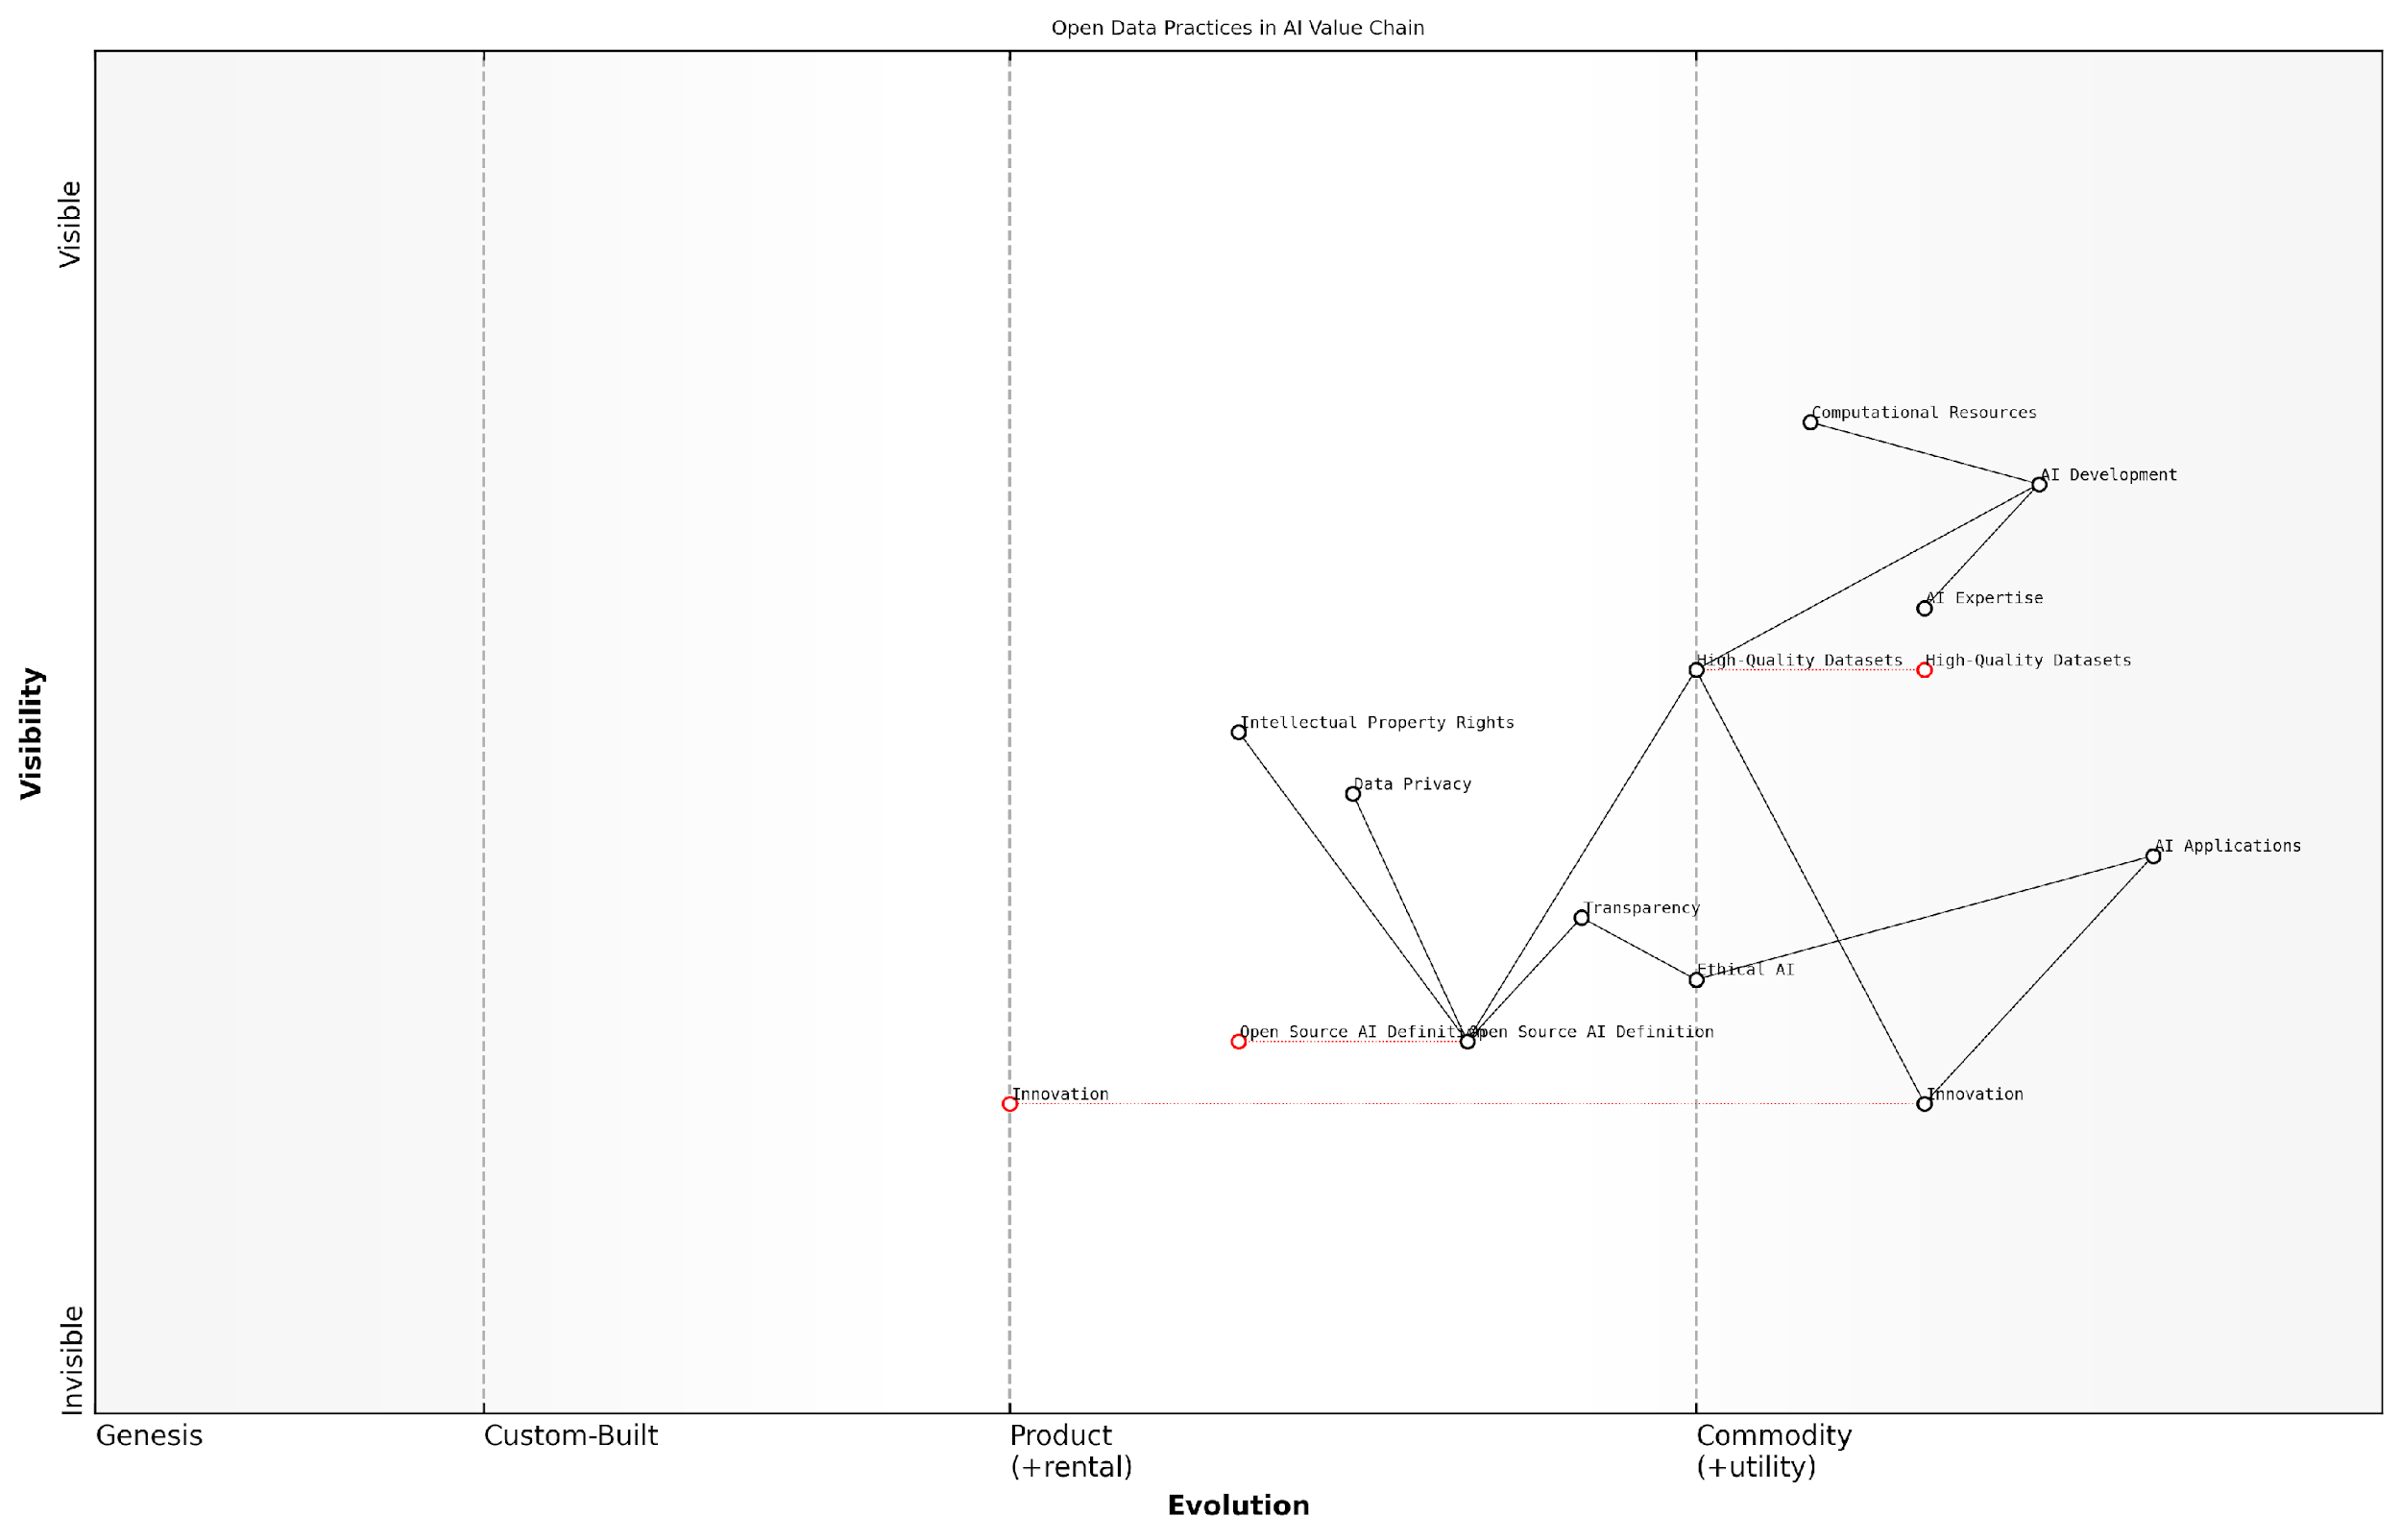 Open Data Practices in AI Value Chain
Visible
Visibility
Invisible
Computational Resources
AI Development
AI Expertise
High-Quality Datasets
High-Quality Datasets
Intellectual Property Rights
Data Privacy
AI Applications
Transparency
Ethical AI
Open Source AI Definition
Open Source AI Definition
Innovation
Innovation
Genesis
Custom-Built
Product
(+rental)
Commodity
(+utility)
Evolution